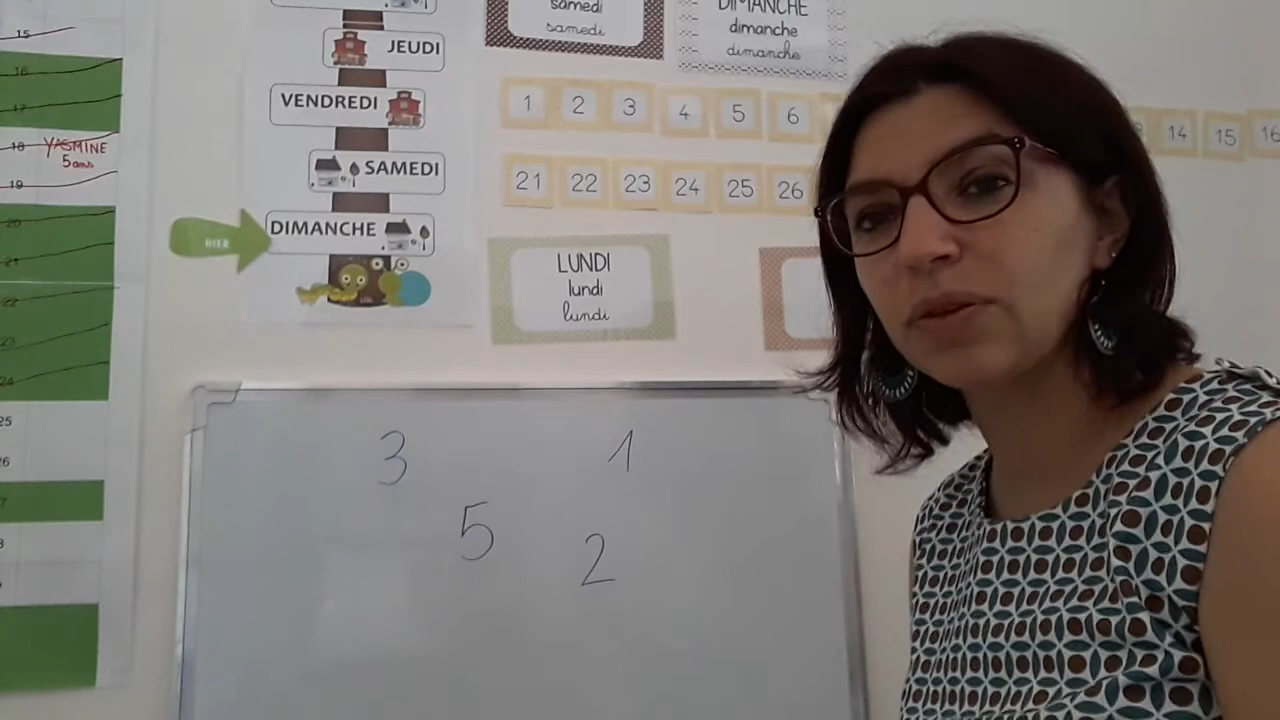 15
16
17
18
YASMINE
5 ans
19
20
21
22
23
24
25
JEUDI
VENDREDI
SAMEDI
HIER
DIMANCHE
samedi
samedi
DIMANCHE
dimanche
dimanche
1 2 3 4 5 6
14 15 16
21 22 23 24 25 26
LUNDI
lundi
lundi
3 1
5 2